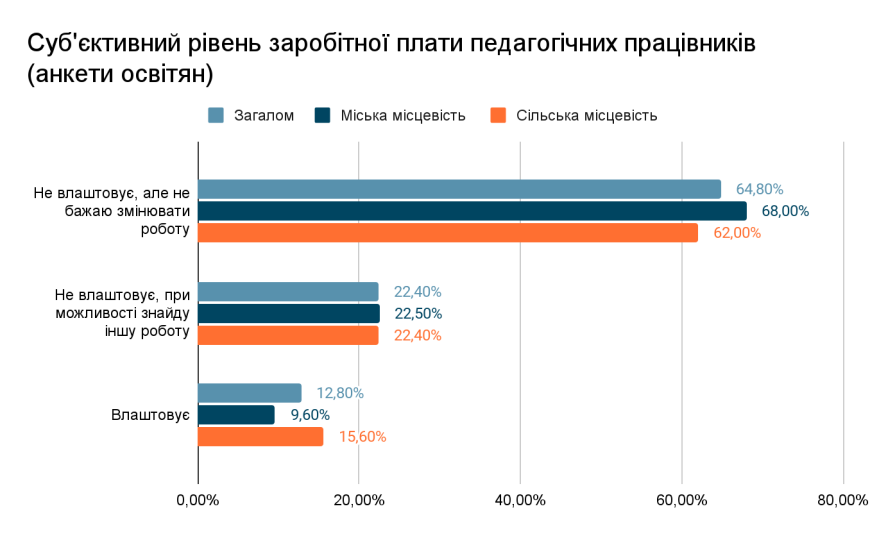 Суб'єктивний рівень заробітної плати педагогічних працівників
(анкети освітян)
Загалом
Міська місцевість
Сільська місцевість
Не влаштовує, але не
бажаю змінювати
роботу
64,80%
68,00%
62,00%
Не влаштовує, при
можливості знайду
іншу роботу
22,40%
22,50%
22,40%
Влаштовує
12,80%
9,60%
15,60%
0,00%
20,00%
40,00%
60,00%
80,00%